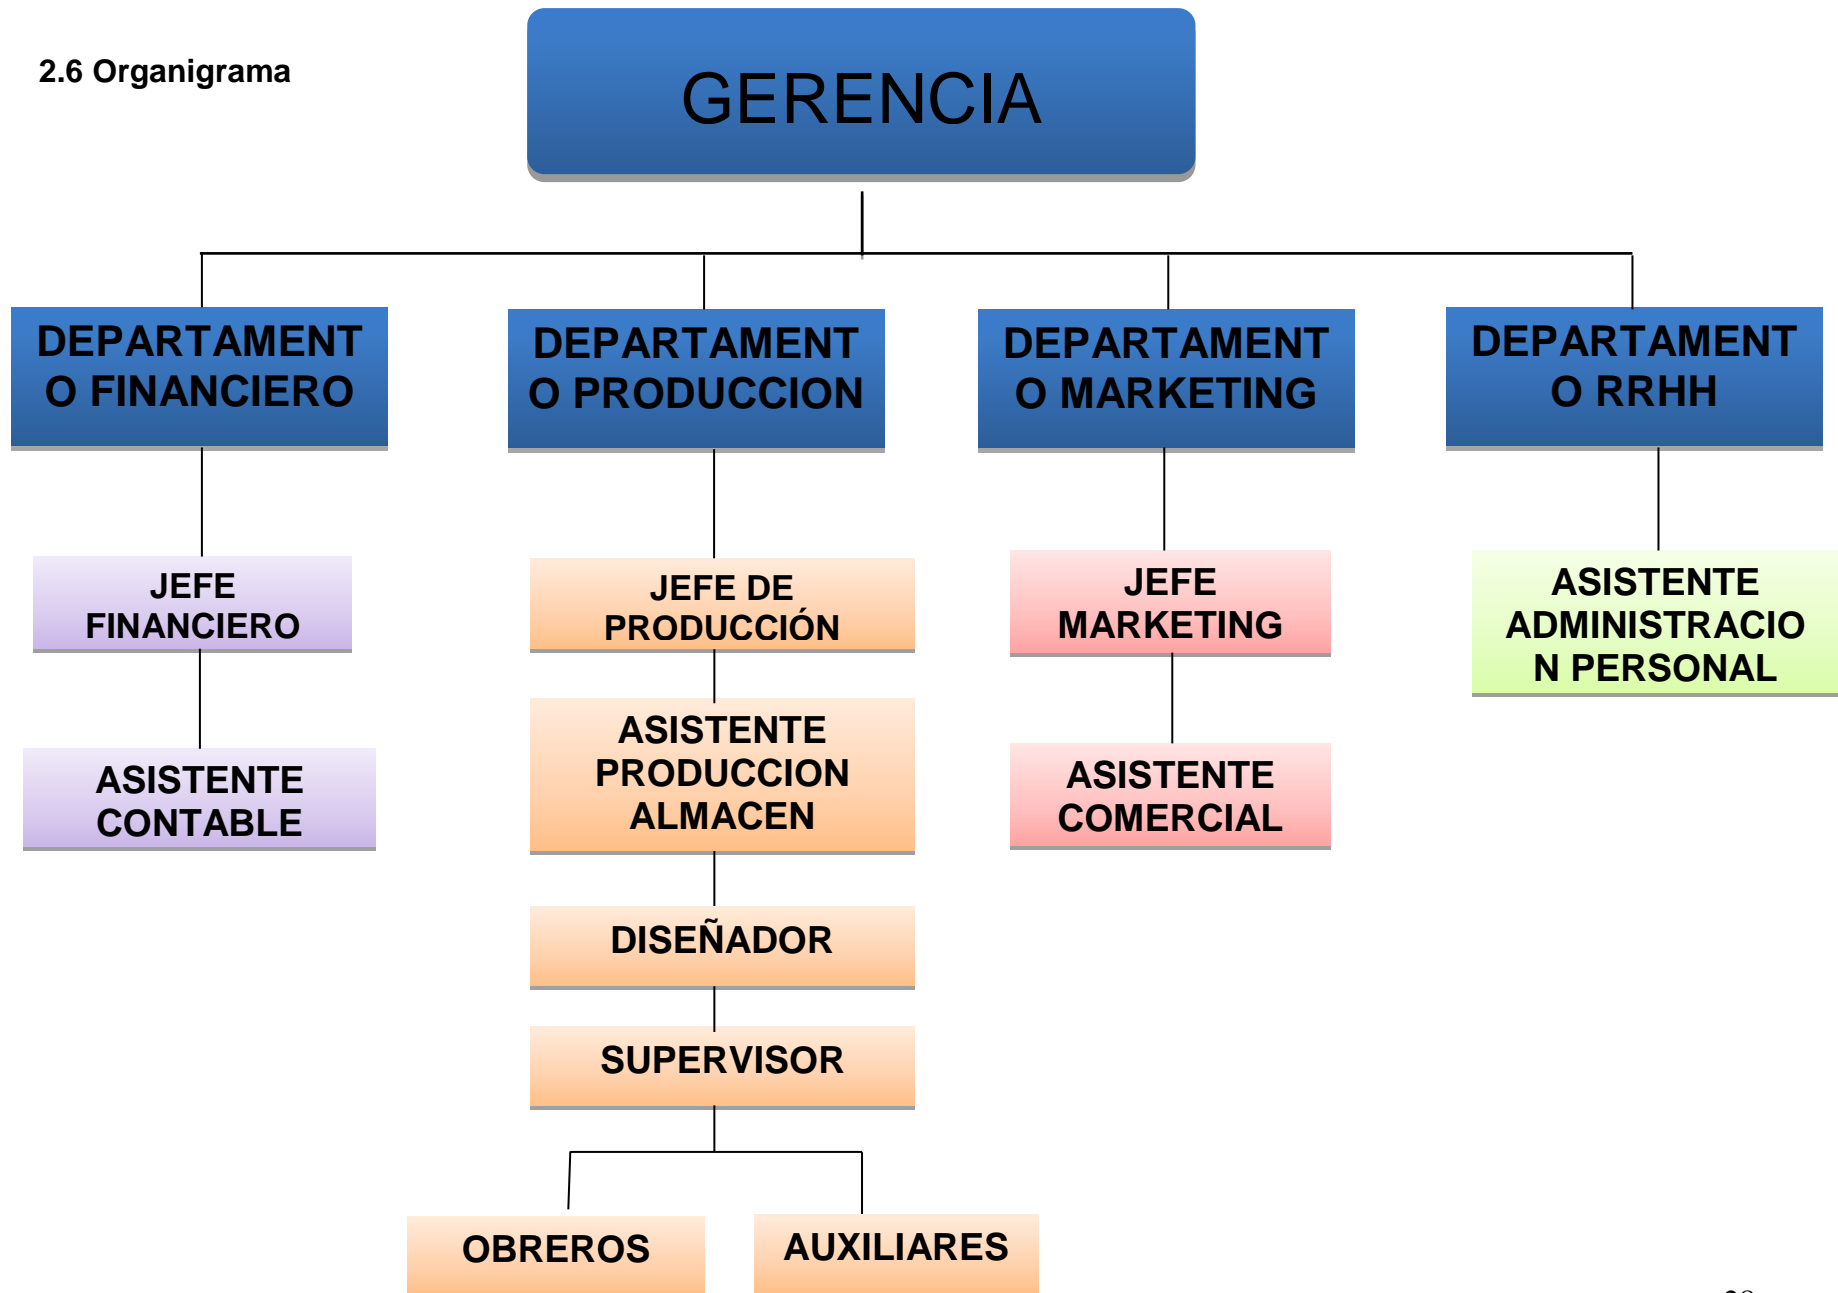 2.6 Organigrama
GERENCIA
DEPARTAMENT
O FINANCIERO
DEPARTAMENT
O PRODUCCION
DEPARTAMENT
O MARKETING
DEPARTAMENT
O RRHH
JEFE
FINANCIERO
JEFE DE
PRODUCCIÓN
JEFE
MARKETING
ASISTENTE
ADMINISTRACIO
N PERSONAL
ASISTENTE
CONTABLE
ASISTENTE
PRODUCCION
ALMACEN
ASISTENTE
COMERCIAL
DISEÑADOR
SUPERVISOR
OBREROS
AUXILIARES